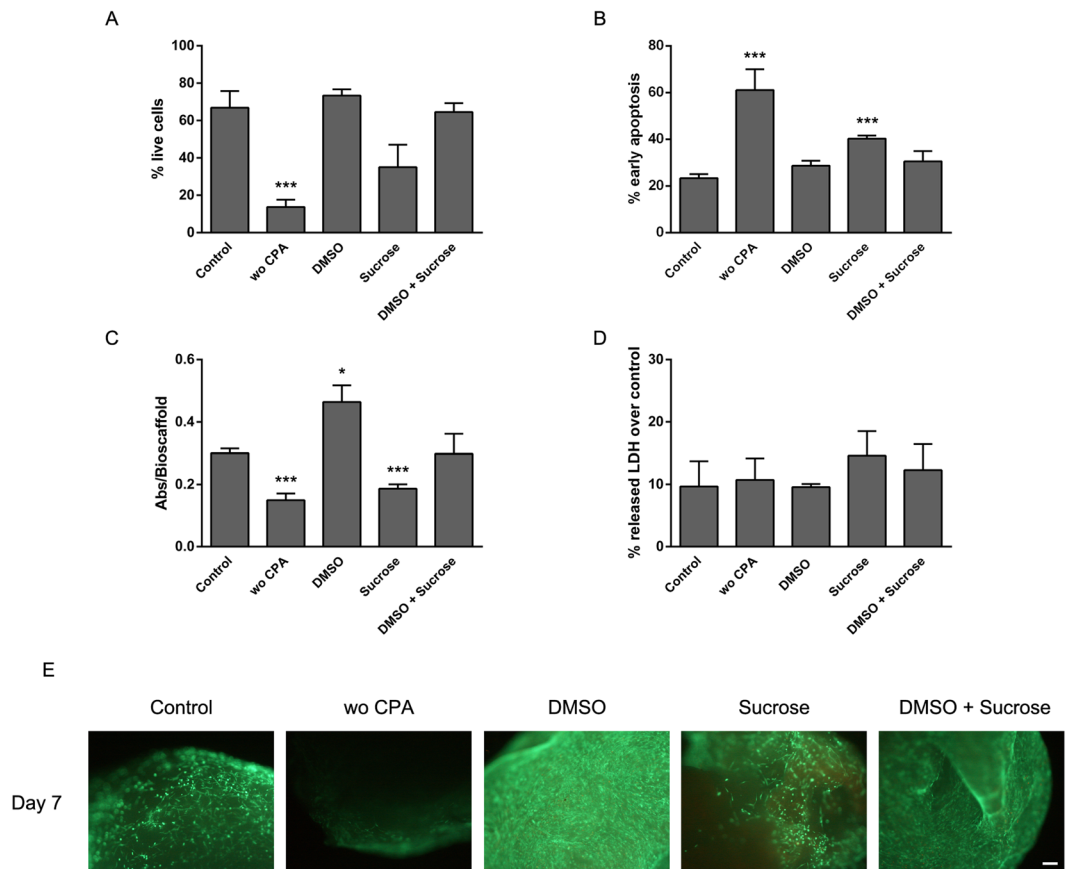 A
% live cells
100
80
60
40
20
0
***
Control
wo CPA
DMSO
Sucrose
DMSO + Sucrose
B
% early apoptosis
80
60
40
20
0
***
***
Control
wo CPA
DMSO
Sucrose
DMSO + Sucrose
C
Abs/Bioscaffold
0.6
0.4
0.2
0.0
***
*
***
Control
wo CPA
DMSO
Sucrose
DMSO + Sucrose
D
% released LDH over control
30
20
10
0
Control
wo CPA
DMSO
Sucrose
DMSO + Sucrose
E
Control
wo CPA
DMSO
Sucrose
DMSO + Sucrose
Day 7